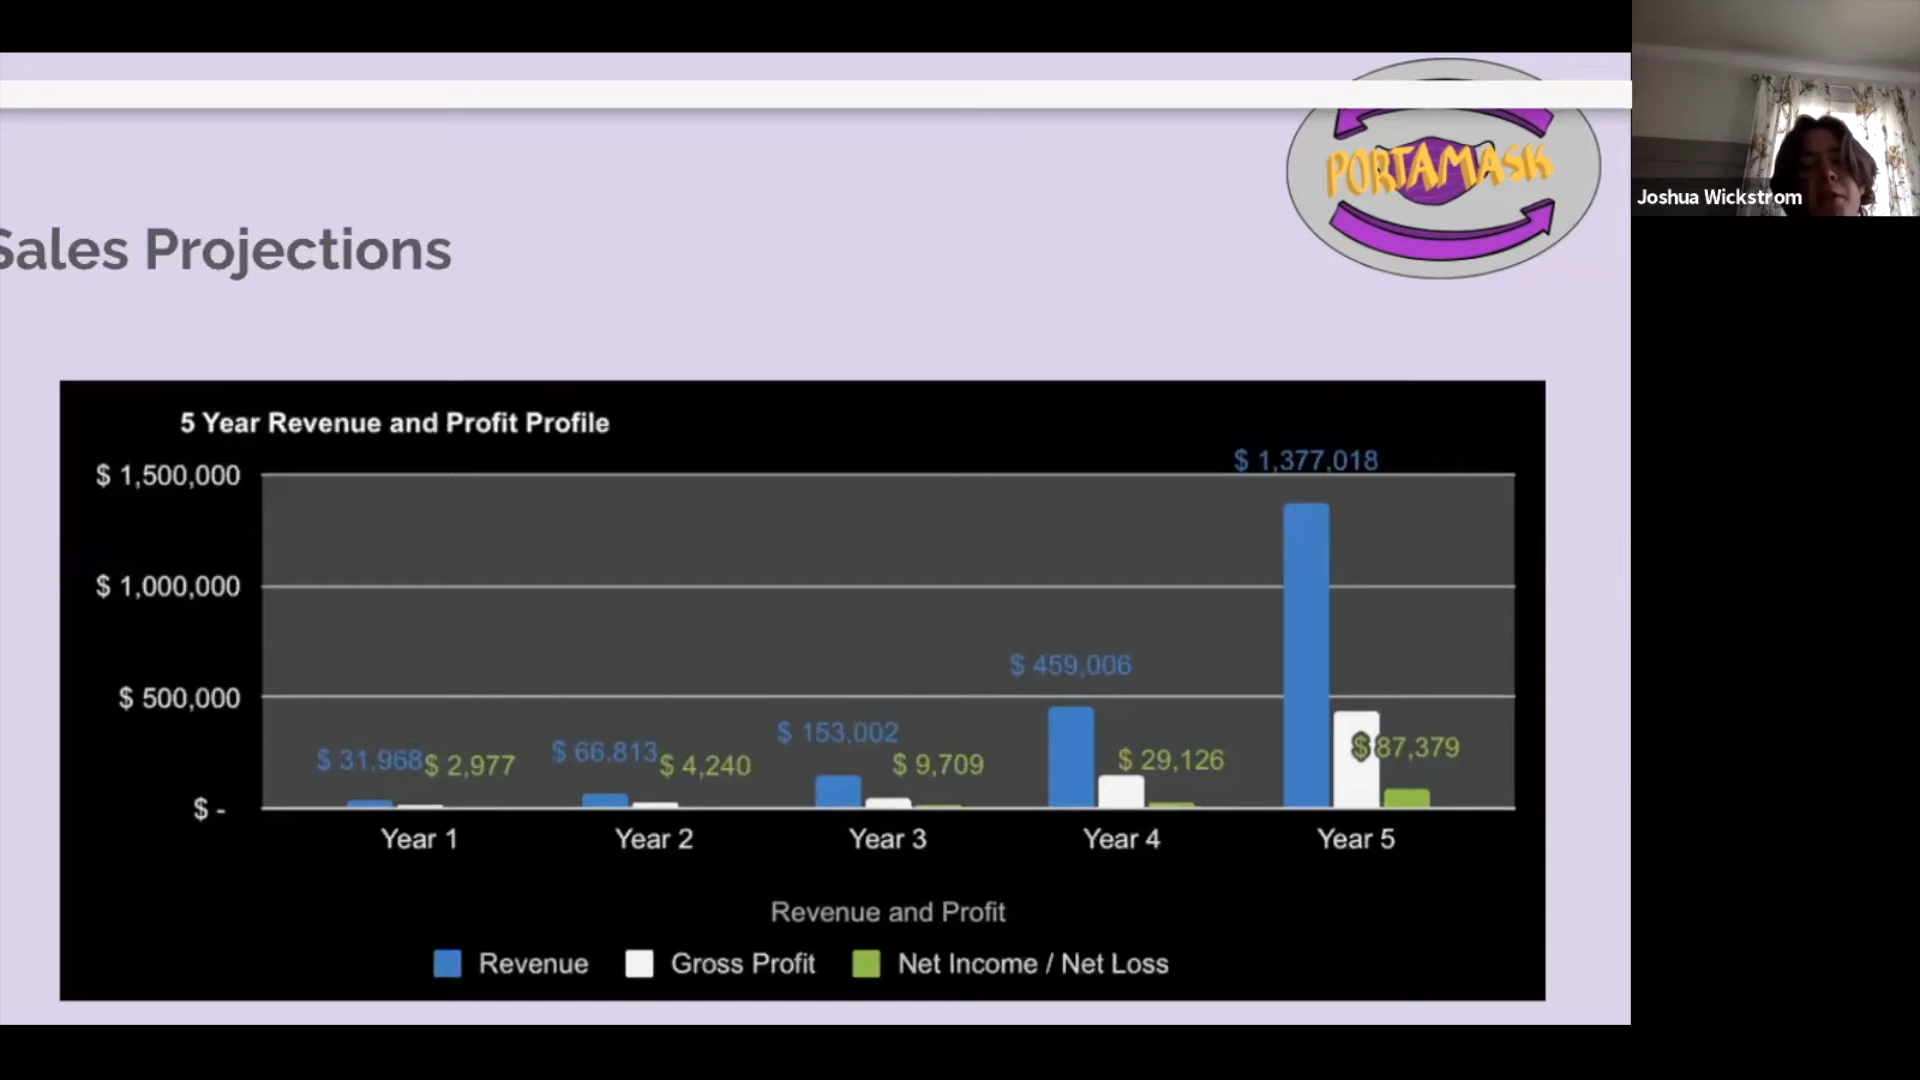 PORTAMASK
Joshua Wickstrom
Sales Projections
5 Year Revenue and Profit Profile
$ 1,500,000
$ 1,000,000
$ 500,000
$ -
$ 31,968
$ 2,977
$ 66,813
$ 4,240
$ 153,002
$ 9,709
$ 459,006
$ 29,126
$ 1,377,018
$ 87,379
Year 1
Year 2
Year 3
Year 4
Year 5
Revenue and Profit
Revenue
Gross Profit
Net Income / Net Loss